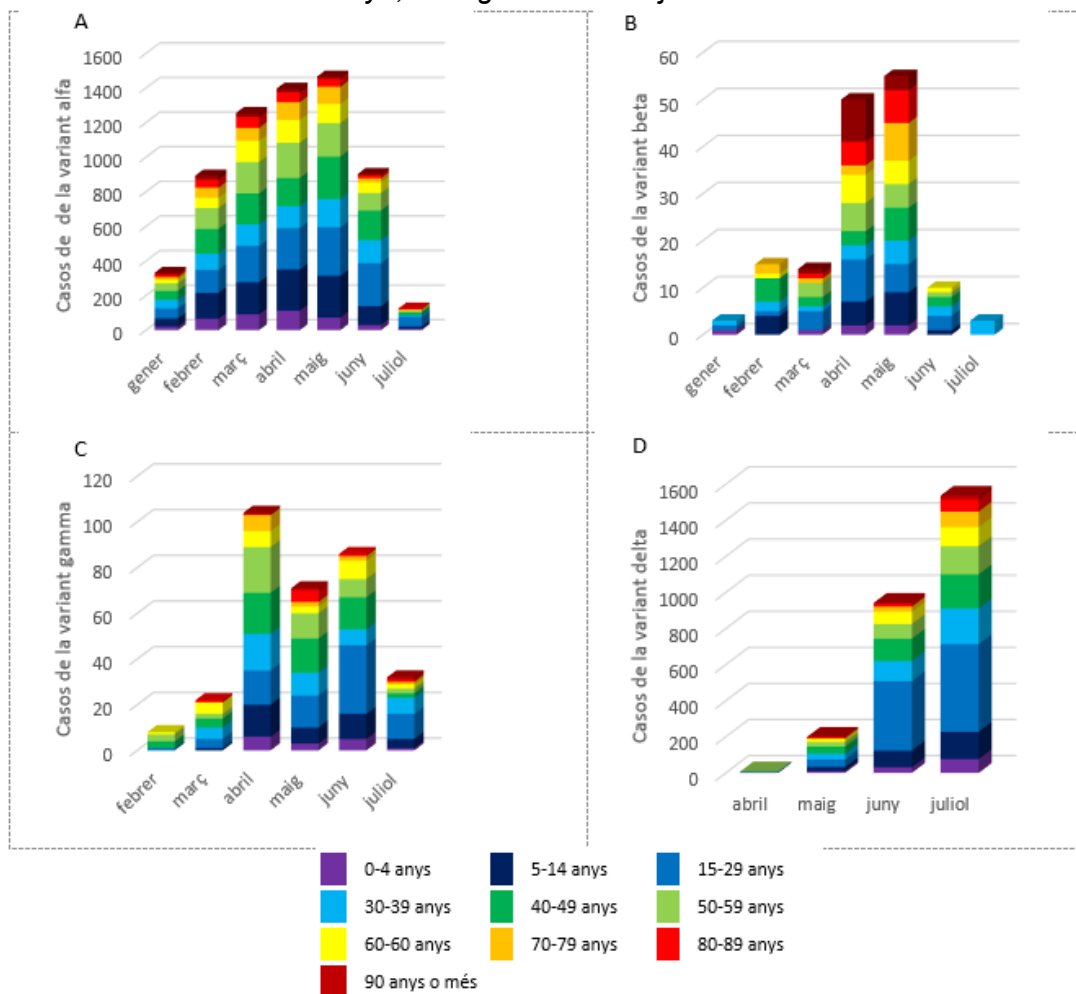 A
Casos de de la variant alfa
1600
1400
1200
1000
800
600
400
200
0
gener
febrer
març
abril
maig
juny
juliol
B
Casos de la variant beta
60
50
40
30
20
10
0
gener
febrer
març
abril
maig
juny
juliol
C
Casos de la variant gamma
120
100
80
60
40
20
0
febrer
març
abril
maig
juny
juliol
D
Casos de la variant delta
1600
1400
1200
1000
800
600
400
200
0
abril
maig
juny
juliol
0-4 anys
5-14 anys
15-29 anys
30-39 anys
40-49 anys
50-59 anys
60-60 anys
70-79 anys
80-89 anys
90 anys o més